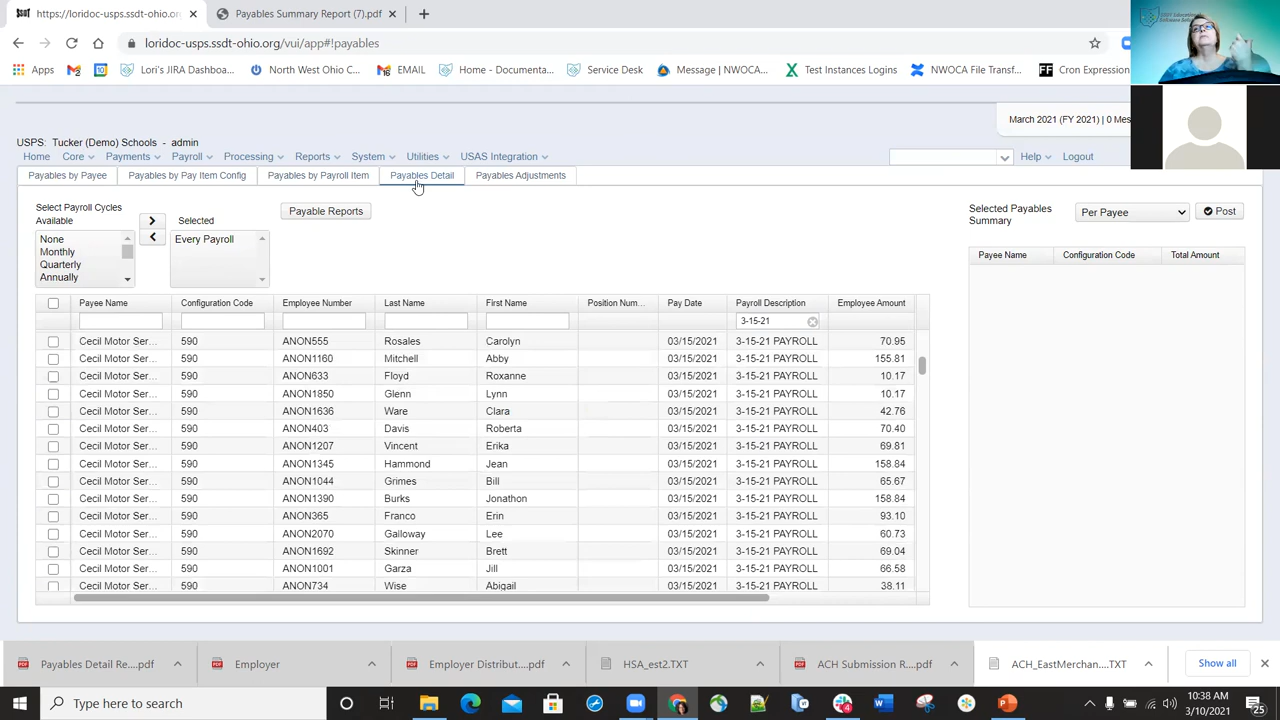 https://loridoc-usps.ssdt-ohio.o
Payables Summary Report (7).pdf
loridoc-usps.ssdt-ohio.org/vui/app#!payables
Apps
Lori's JIRA Dashboa...
North West Ohio C...
EMAIL
Home - Documenta...
Service Desk
Message | NWOCA...
Test Instances Logins
NWOCA File Transf...
Cron Expression
March 2021 (FY 2021) | 0 Mes
USPS: Tucker (Demo) Schools - admin
Home Core Payments Payroll Processing Reports System Utilities USAS Integration Help Logout
Payables by Payee Payables by Pay Item Config Payables by Payroll Item Payables Detail Payables Adjustments
Select Payroll Cycles
Available Selected
Payable Reports
None
Monthly
Quarterly
Annually
Every Payroll
Selected Payables Summary
Per Payee
Post
Payee Name Configuration Code Total Amount
Payee Name Configuration Code Employee Number Last Name First Name Position Num... Pay Date Payroll Description Employee Amount
3-15-21
Cecil Motor Ser... 590 ANON555 Rosales Carolyn 03/15/2021 3-15-21 PAYROLL 70.95
Cecil Motor Ser... 590 ANON1160 Mitchell Abby 03/15/2021 3-15-21 PAYROLL 155.81
Cecil Motor Ser... 590 ANON633 Floyd Roxanne 03/15/2021 3-15-21 PAYROLL 10.17
Cecil Motor Ser... 590 ANON1850 Glenn Lynn 03/15/2021 3-15-21 PAYROLL 10.17
Cecil Motor Ser... 590 ANON1636 Ware Clara 03/15/2021 3-15-21 PAYROLL 42.76
Cecil Motor Ser... 590 ANON403 Davis Roberta 03/15/2021 3-15-21 PAYROLL 70.40
Cecil Motor Ser... 590 ANON1207 Vincent Erika 03/15/2021 3-15-21 PAYROLL 69.81
Cecil Motor Ser... 590 ANON1345 Hammond Jean 03/15/2021 3-15-21 PAYROLL 158.84
Cecil Motor Ser... 590 ANON1044 Grimes Bill 03/15/2021 3-15-21 PAYROLL 65.67
Cecil Motor Ser... 590 ANON1390 Burks Jonathon 03/15/2021 3-15-21 PAYROLL 158.84
Cecil Motor Ser... 590 ANON365 Franco Erin 03/15/2021 3-15-21 PAYROLL 93.10
Cecil Motor Ser... 590 ANON2070 Galloway Lee 03/15/2021 3-15-21 PAYROLL 60.73
Cecil Motor Ser... 590 ANON1692 Skinner Brett 03/15/2021 3-15-21 PAYROLL 69.04
Cecil Motor Ser... 590 ANON1001 Garza Jill 03/15/2021 3-15-21 PAYROLL 66.58
Cecil Motor Ser... 590 ANON734 Wise Abigail 03/15/2021 3-15-21 PAYROLL 38.11
Payables Detail Re....pdf
Employer
Employer Distribut....pdf
HSA_est2.TXT
ACH Submission R....pdf
ACH_EastMerchan....TXT
Show all
Type here to search
10:38 AM
3/10/2021